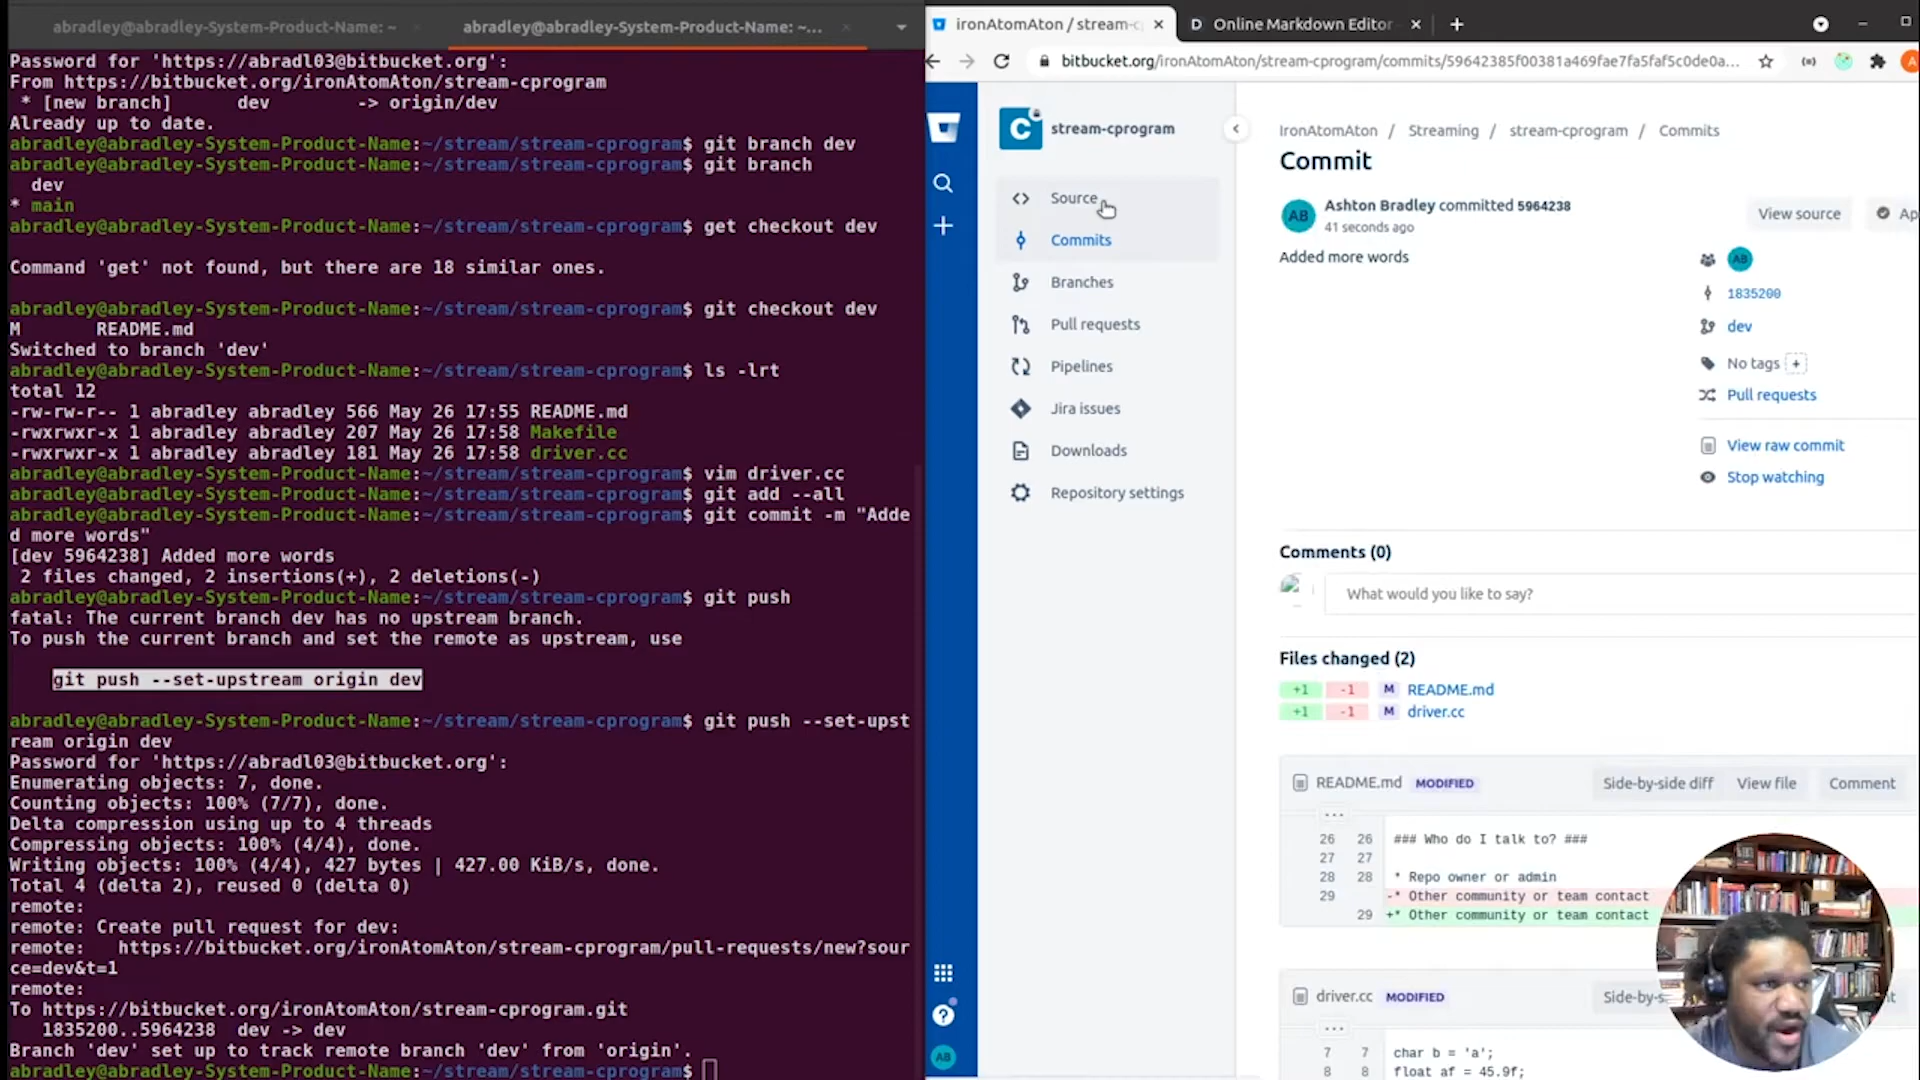 abradley@abradley-System-Product-Name: ~
abradley@abradley-System-Product-Name: ~...
Password for 'https://abradl03@bitbucket.org':
From https://bitbucket.org/ironAtomAton/stream-cprogram
* [new branch]      dev        -> origin/dev
Already up to date.
abradley@abradley-System-Product-Name:~/stream/stream-cprogram$ git branch dev
abradley@abradley-System-Product-Name:~/stream/stream-cprogram$ git branch
dev
* main
abradley@abradley-System-Product-Name:~/stream/stream-cprogram$ get checkout dev
Command 'get' not found, but there are 18 similar ones.
abradley@abradley-System-Product-Name:~/stream/stream-cprogram$ git checkout dev
M       README.md
Switched to branch 'dev'
abradley@abradley-System-Product-Name:~/stream/stream-cprogram$ ls -lrt
total 12
-rw-rw-r-- 1 abradley abradley 566 May 26 17:55 README.md
-rwxrwxr-x 1 abradley abradley 207 May 26 17:58 Makefile
-rwxrwxr-x 1 abradley abradley 181 May 26 17:58 driver.cc
abradley@abradley-System-Product-Name:~/stream/stream-cprogram$ vim driver.cc
abradley@abradley-System-Product-Name:~/stream/stream-cprogram$ git add --all
abradley@abradley-System-Product-Name:~/stream/stream-cprogram$ git commit -m "Adde
d more words"
[dev 5964238] Added more words
2 files changed, 2 insertions(+), 2 deletions(-)
abradley@abradley-System-Product-Name:~/stream/stream-cprogram$ git push
fatal: The current branch dev has no upstream branch.
To push the current branch and set the remote as upstream, use
git push --set-upstream origin dev
abradley@abradley-System-Product-Name:~/stream/stream-cprogram$ git push --set-upst
ream origin dev
Password for 'https://abradl03@bitbucket.org':
Enumerating objects: 7, done.
Counting objects: 100% (7/7), done.
Delta compression using up to 4 threads
Compressing objects: 100% (4/4), done.
Writing objects: 100% (4/4), 427 bytes | 427.00 KiB/s, done.
Total 4 (delta 2), reused 0 (delta 0)
remote:
remote: Create pull request for dev:
remote:   https://bitbucket.org/ironAtomAton/stream-cprogram/pull-requests/new?sour
ce=dev&t=1
remote:
To https://bitbucket.org/ironAtomAton/stream-cprogram.git
1835200..5964238  dev -> dev
Branch 'dev' set up to track remote branch 'dev' from 'origin'.
abradley@abradley-System-Product-Name:~/stream/stream-cprogram$
ironAtomAton / stream-c
D Online Markdown Editor
bitbucket.org/ironAtomAton/stream-cprogram/commits/59642385f00381a469fae7fa5faf5c0de0a...
C stream-cprogram
Source
Commits
Branches
Pull requests
Pipelines
Jira issues
Downloads
Repository settings
AB
IronAtomAton / Streaming / stream-cprogram / Commits
Commit
AB Ashton Bradley committed 5964238
41 seconds ago
View source
Ap
Added more words
AB
1835200
dev
No tags +
Pull requests
View raw commit
Stop watching
Comments (0)
What would you like to say?
Files changed (2)
+1 -1 M README.md
+1 -1 M driver.cc
README.md MODIFIED Side-by-side diff View file Comment
...
26 26 ### Who do I talk to? ###
27 27
28 28 * Repo owner or admin
29 -* Other community or team contact
29 +* Other community or team contact
driver.cc MODIFIED Side-by-s
...
7 7 char b = 'a';
8 8 float af = 45.9f;